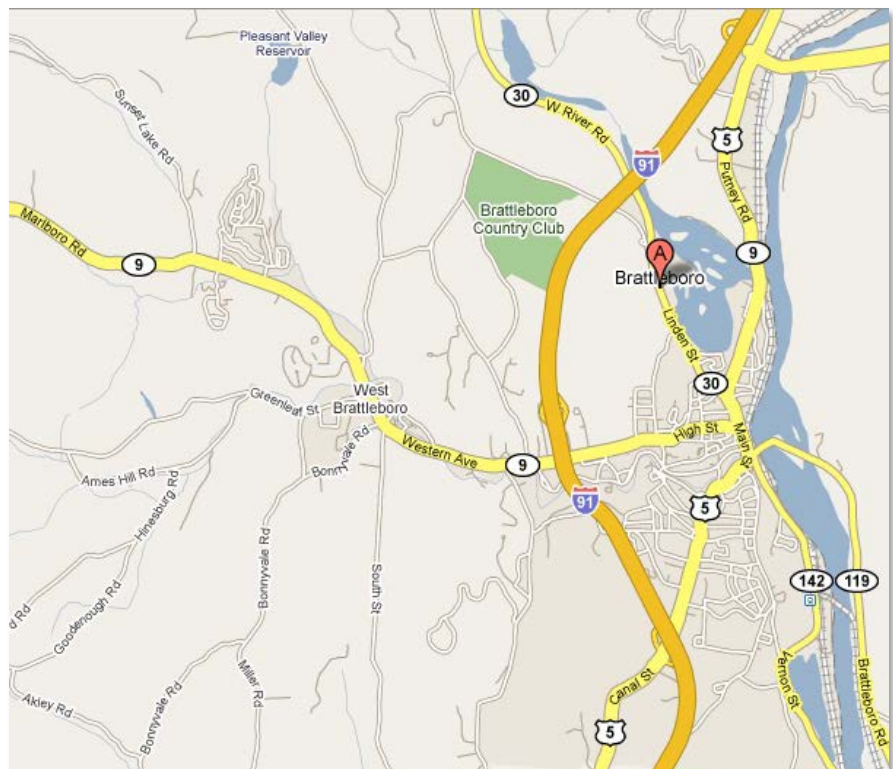 Pleasant Valley
Reservoir
30
W River Rd
91
5
Putney Rd
Sunset Lake Rd
Marlboro Rd
9
Brattleboro
Country Club
A
Brattleboro
9
Linden St
30
West
Brattleboro
Greenleaf St
Western Ave
9
High St
Main St
Bonnyvale Rd
Ames Hill Rd
Hinesburg Rd
91
5
142
119
Goodenough Rd
Bonnyvale Rd
South St
d Rd
Miller Rd
Akley Rd
Bonnyvale Rd
Canal St
5
Vernon St
Brattleboro Rd